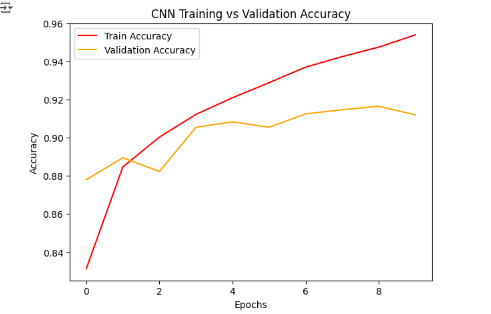 CNN Training vs Validation Accuracy
0.96
0.94
0.92
0.90
0.88
0.86
0.84
Accuracy
Train Accuracy
Validation Accuracy
0 2 4 6 8
Epochs